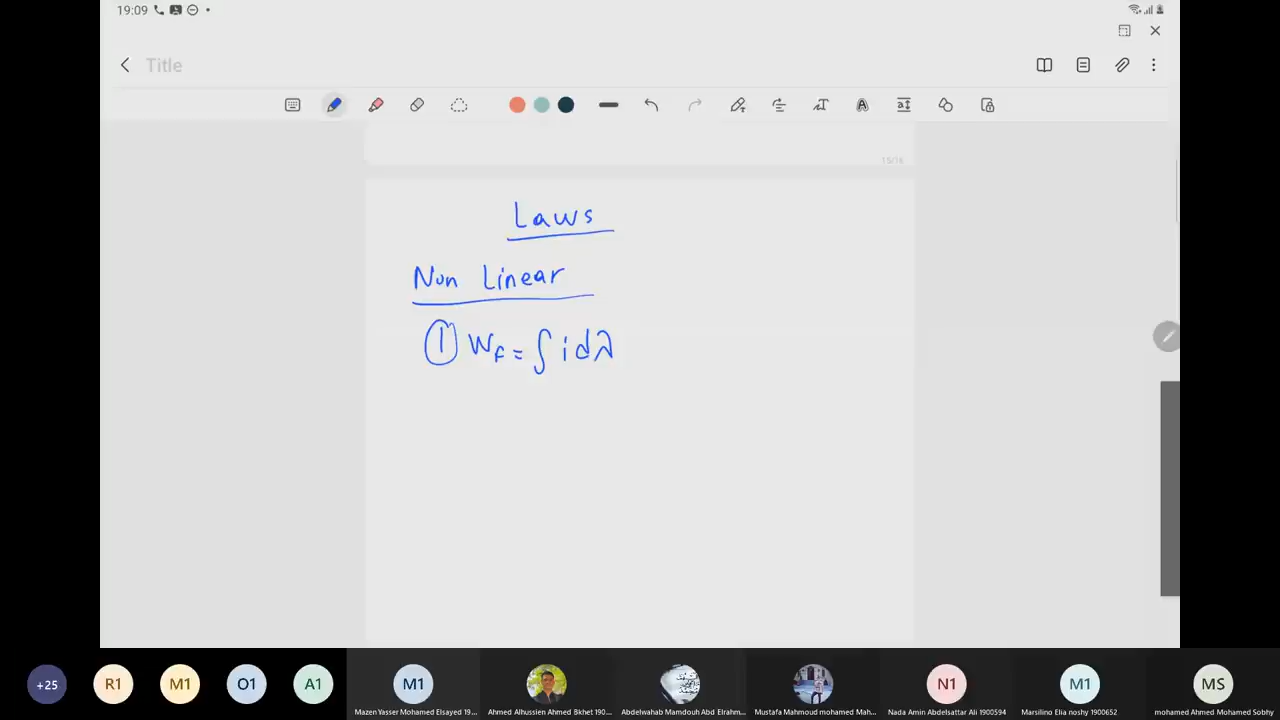 19:09
Title
15/16
Laws
Non Linear
① Wf = ∫ i dλ
+25
R1
M1
O1
A1
M1
N1
M1
MS
Mazen Yasser Mohamed Elsayed 19...
Ahmed Alhussien Ahmed Bkhet 190...
Abdelwahab Mamdouh Abd Elrahm...
Mustafa Mahmoud mohamed Mah...
Nada Amin Abdelsattar Ali 1900594
Marsilino Elia noshy 1900652
mohamed Ahmed Mohamed Sobhy